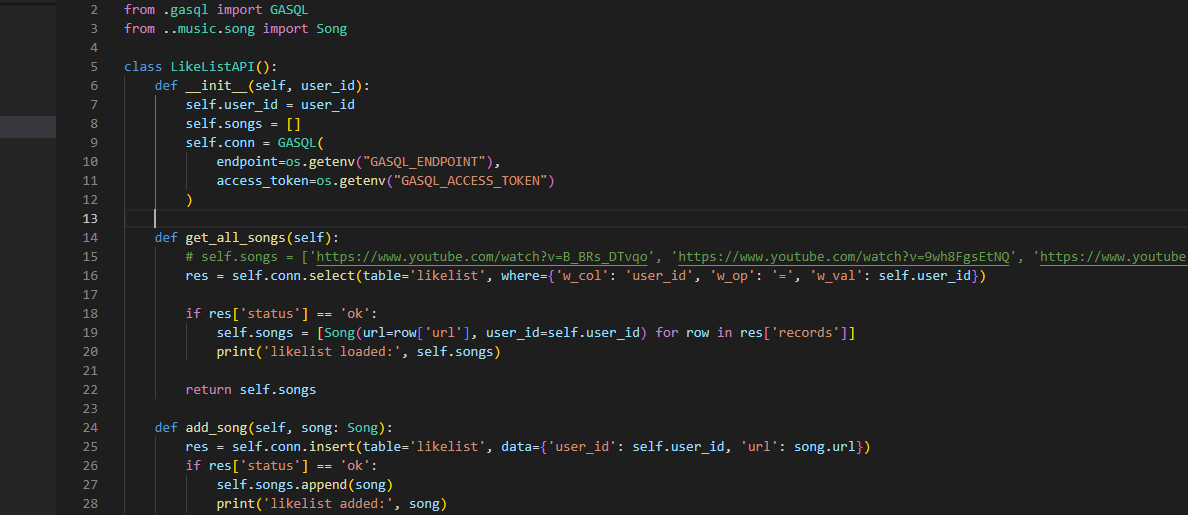 2 from .gasql import GASQL
3 from ..music.song import Song
4
5 class LikeListAPI():
6     def __init__(self, user_id):
7         self.user_id = user_id
8         self.songs = []
9         self.conn = GASQL(
10             endpoint=os.getenv("GASQL_ENDPOINT"),
11             access_token=os.getenv("GASQL_ACCESS_TOKEN")
12         )
13
14     def get_all_songs(self):
15         # self.songs = ['https://www.youtube.com/watch?v=B_BRs_DTvqo', 'https://www.youtube.com/watch?v=9wh8FgsEtNQ', 'https://www.youtube
16         res = self.conn.select(table='likelist', where={'w_col': 'user_id', 'w_op': '=', 'w_val': self.user_id})
17
18         if res['status'] == 'ok':
19             self.songs = [Song(url=row['url'], user_id=self.user_id) for row in res['records']]
20             print('likelist loaded:', self.songs)
21
22         return self.songs
23
24     def add_song(self, song: Song):
25         res = self.conn.insert(table='likelist', data={'user_id': self.user_id, 'url': song.url})
26         if res['status'] == 'ok':
27             self.songs.append(song)
28             print('likelist added:', song)